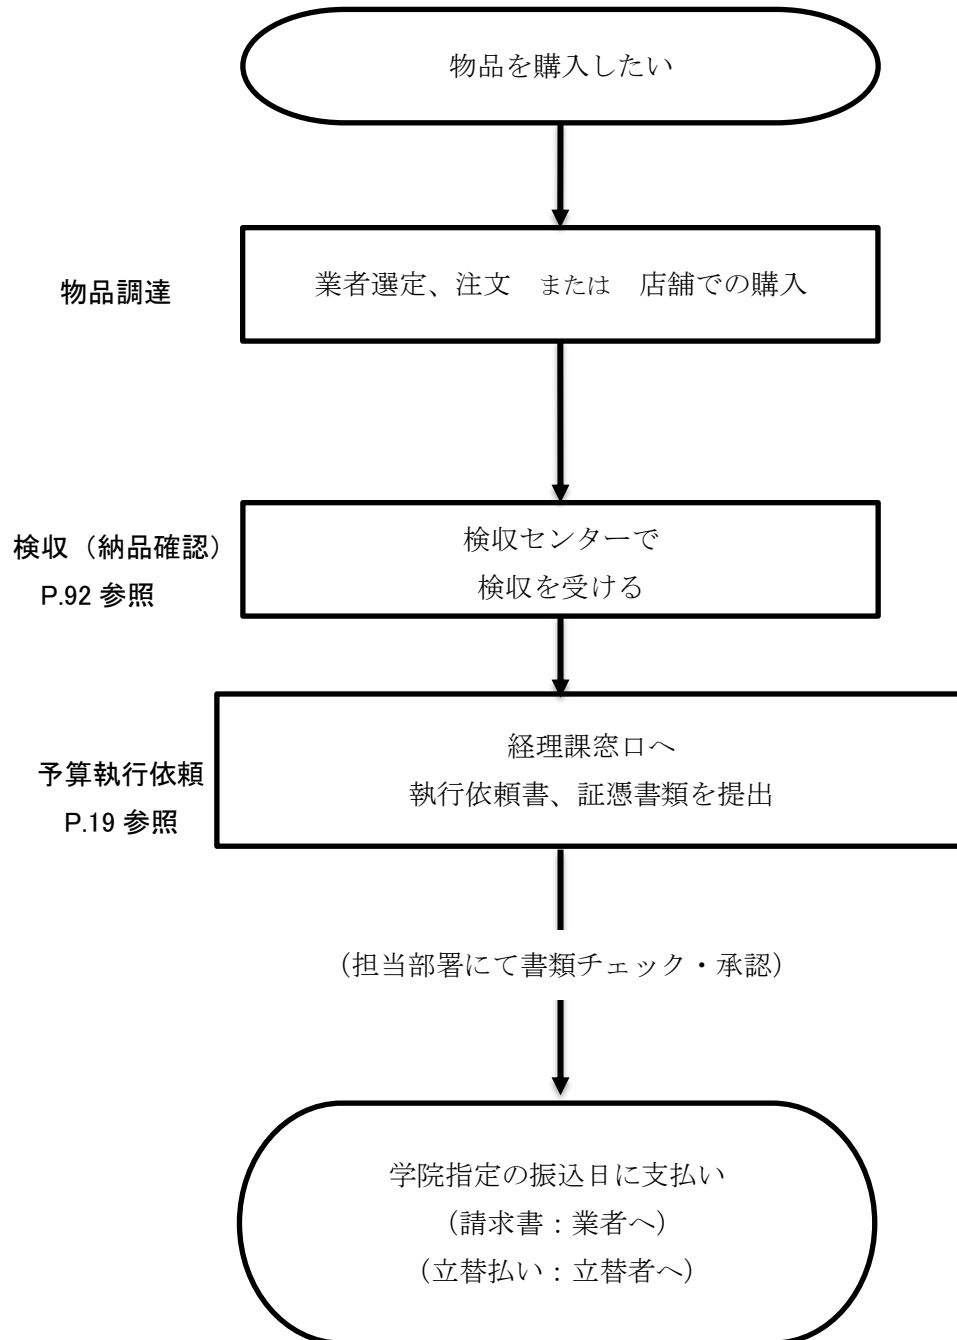 物品を購入したい
物品調達
業者選定、注文　または　店舗での購入
検収（納品確認）
P.92 参照
検収センターで
検収を受ける
予算執行依頼
P.19 参照
経理課窓口へ
執行依頼書、証憑書類を提出
（担当部署にて書類チェック・承認）
学院指定の振込日に支払い
（請求書：業者へ）
（立替払い：立替者へ）